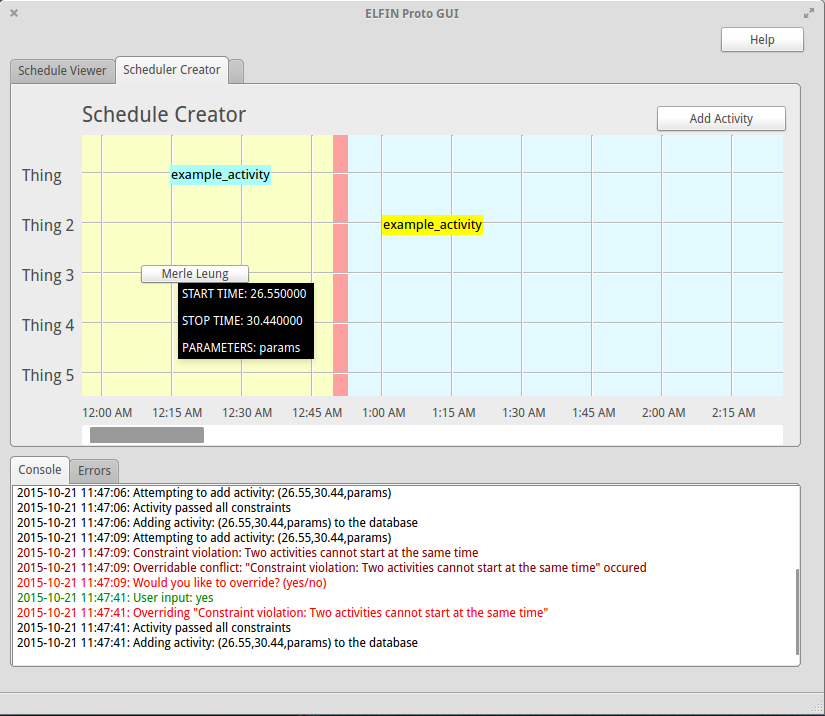 ELFIN Proto GUI
Help
Schedule Viewer
Scheduler Creator
Schedule Creator
Add Activity
Thing
example_activity
Thing 2
example_activity
Thing 3
Merle Leung
START TIME: 26.550000
STOP TIME: 30.440000
PARAMETERS: params
Thing 4
Thing 5
12:00 AM 12:15 AM 12:30 AM 12:45 AM 1:00 AM 1:15 AM 1:30 AM 1:45 AM 2:00 AM 2:15 AM
Console
Errors
2015-10-21 11:47:06: Attempting to add activity: (26.55,30.44,params)
2015-10-21 11:47:06: Activity passed all constraints
2015-10-21 11:47:06: Adding activity: (26.55,30.44,params) to the database
2015-10-21 11:47:09: Attempting to add activity: (26.55,30.44,params)
2015-10-21 11:47:09: Constraint violation: Two activities cannot start at the same time
2015-10-21 11:47:09: Overridable conflict: "Constraint violation: Two activities cannot start at the same time" occured
2015-10-21 11:47:09: Would you like to override? (yes/no)
2015-10-21 11:47:41: User input: yes
2015-10-21 11:47:41: Overriding "Constraint violation: Two activities cannot start at the same time"
2015-10-21 11:47:41: Activity passed all constraints
2015-10-21 11:47:41: Adding activity: (26.55,30.44,params) to the database